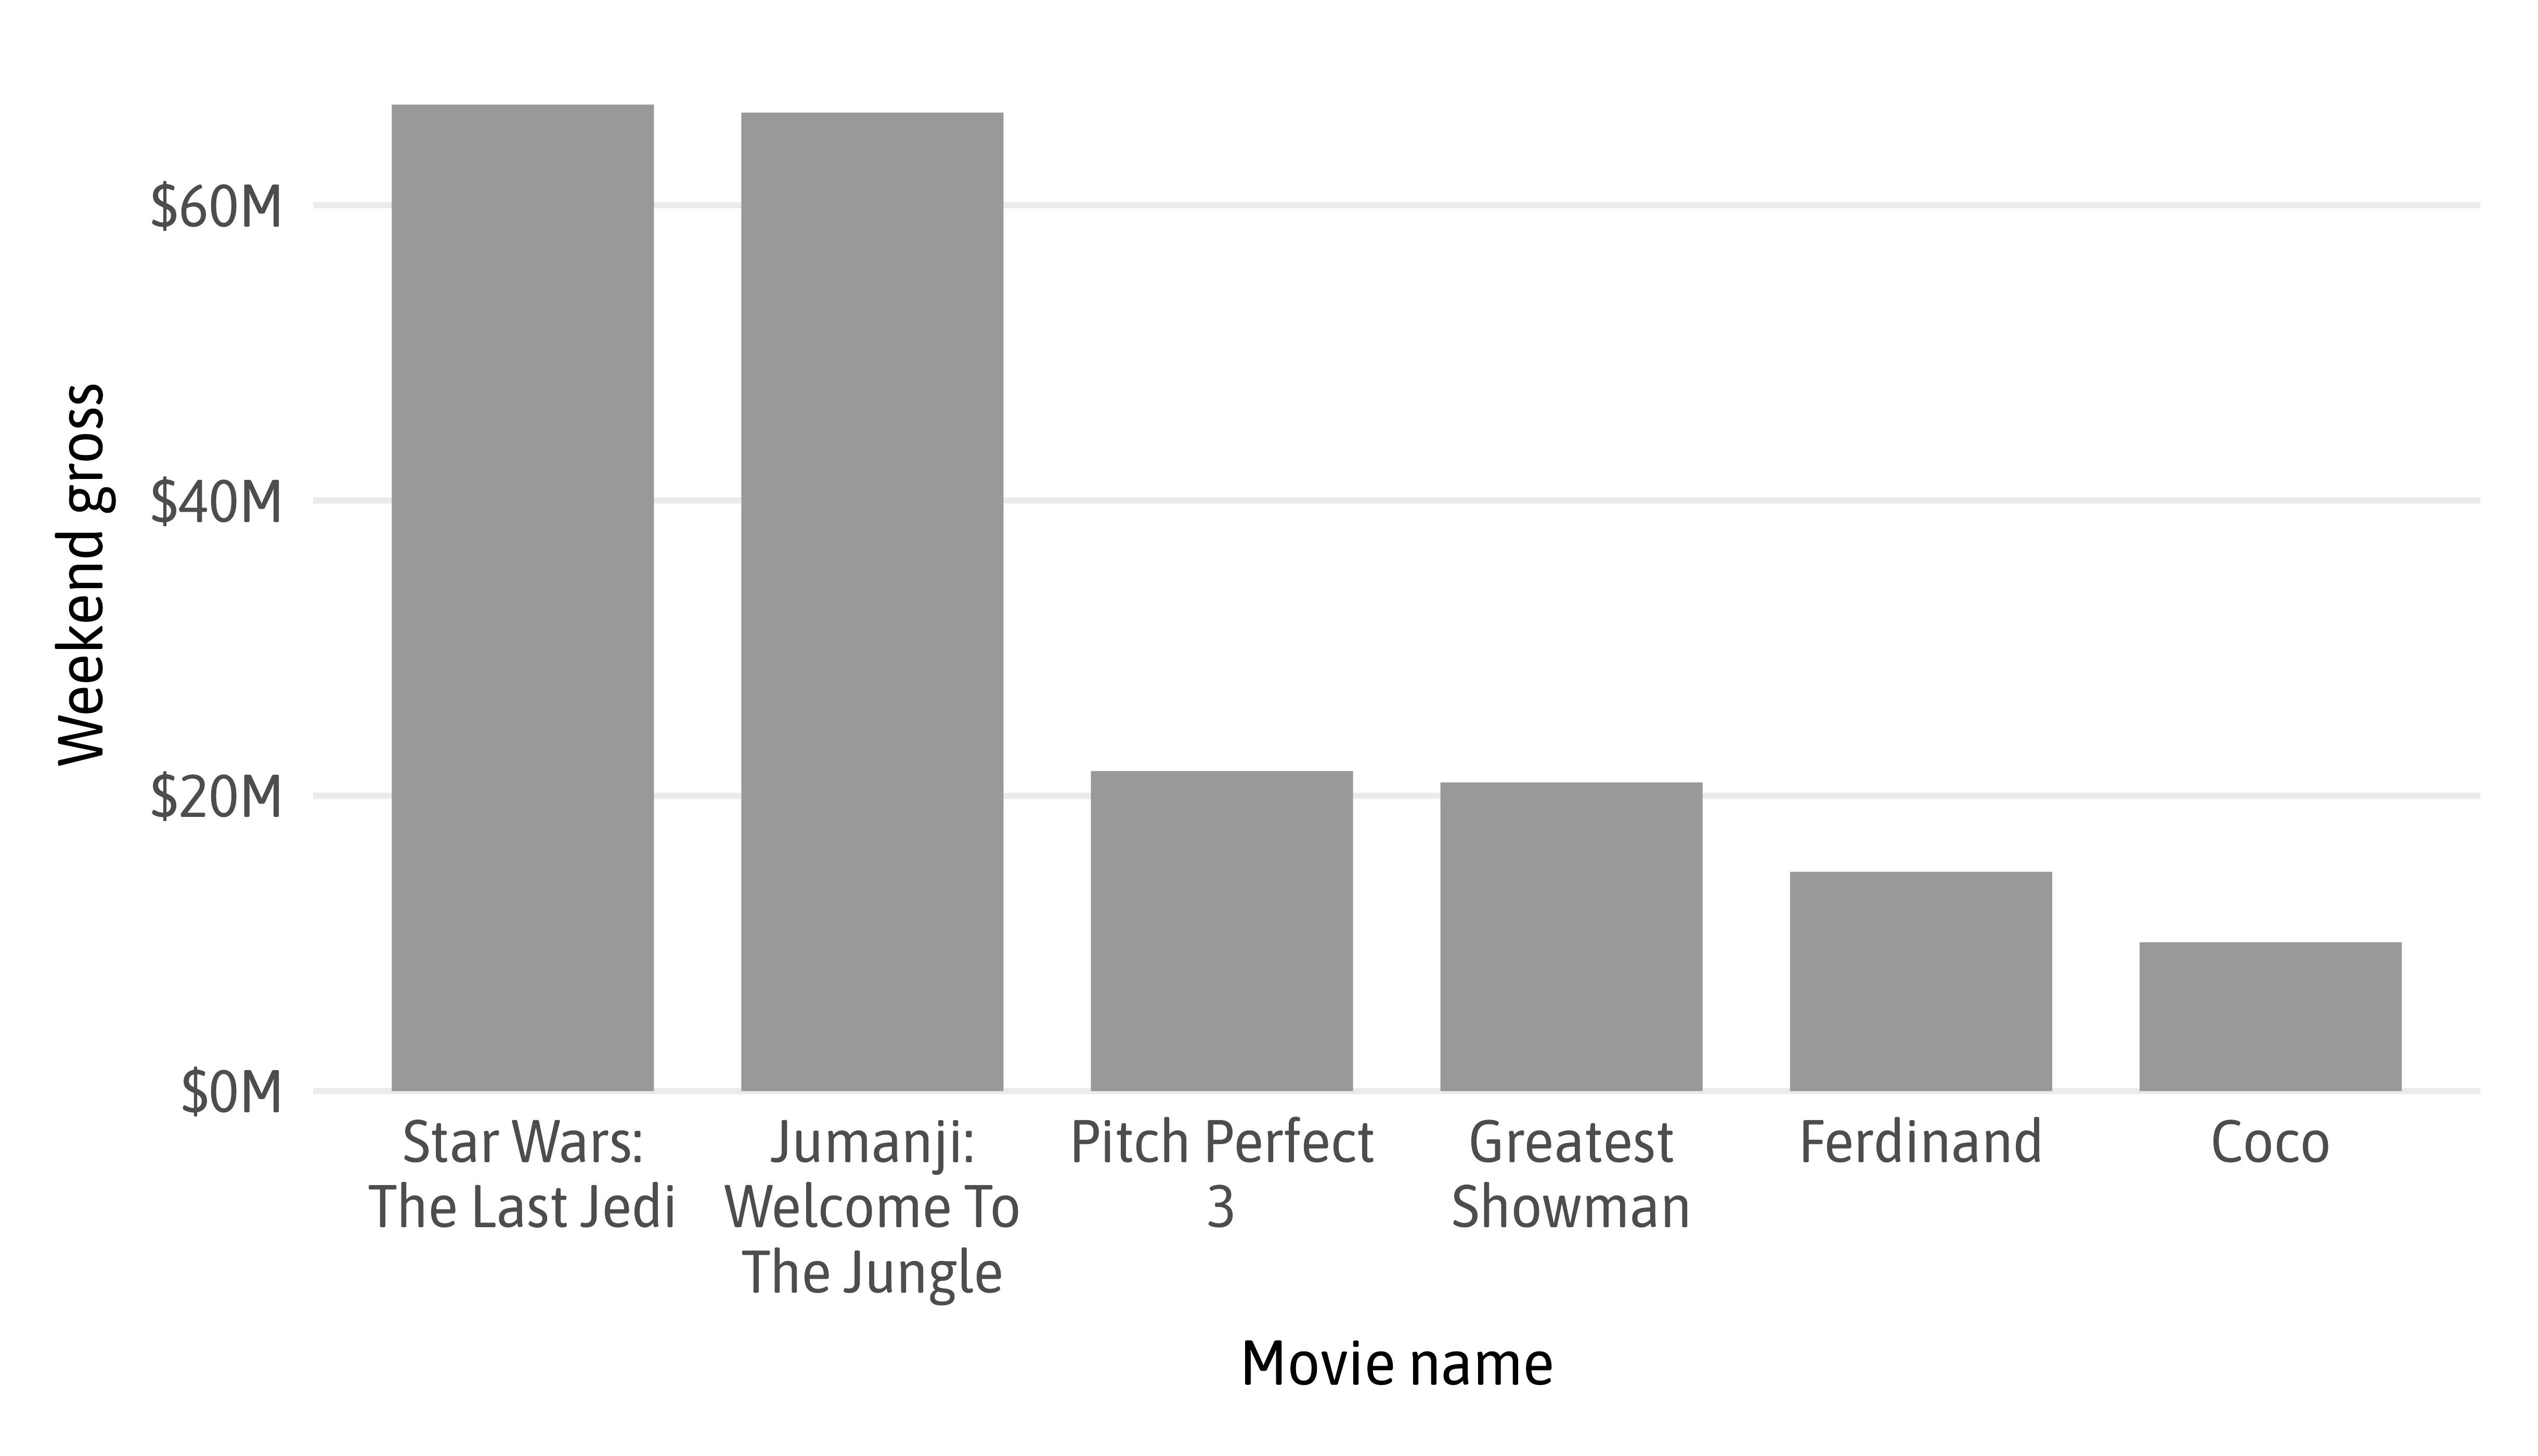 Weekend gross
$60M
$40M
$20M
$0M
Star Wars:
The Last Jedi
Jumanji:
Welcome To
The Jungle
Pitch Perfect
3
Greatest
Showman
Ferdinand
Coco
Movie name